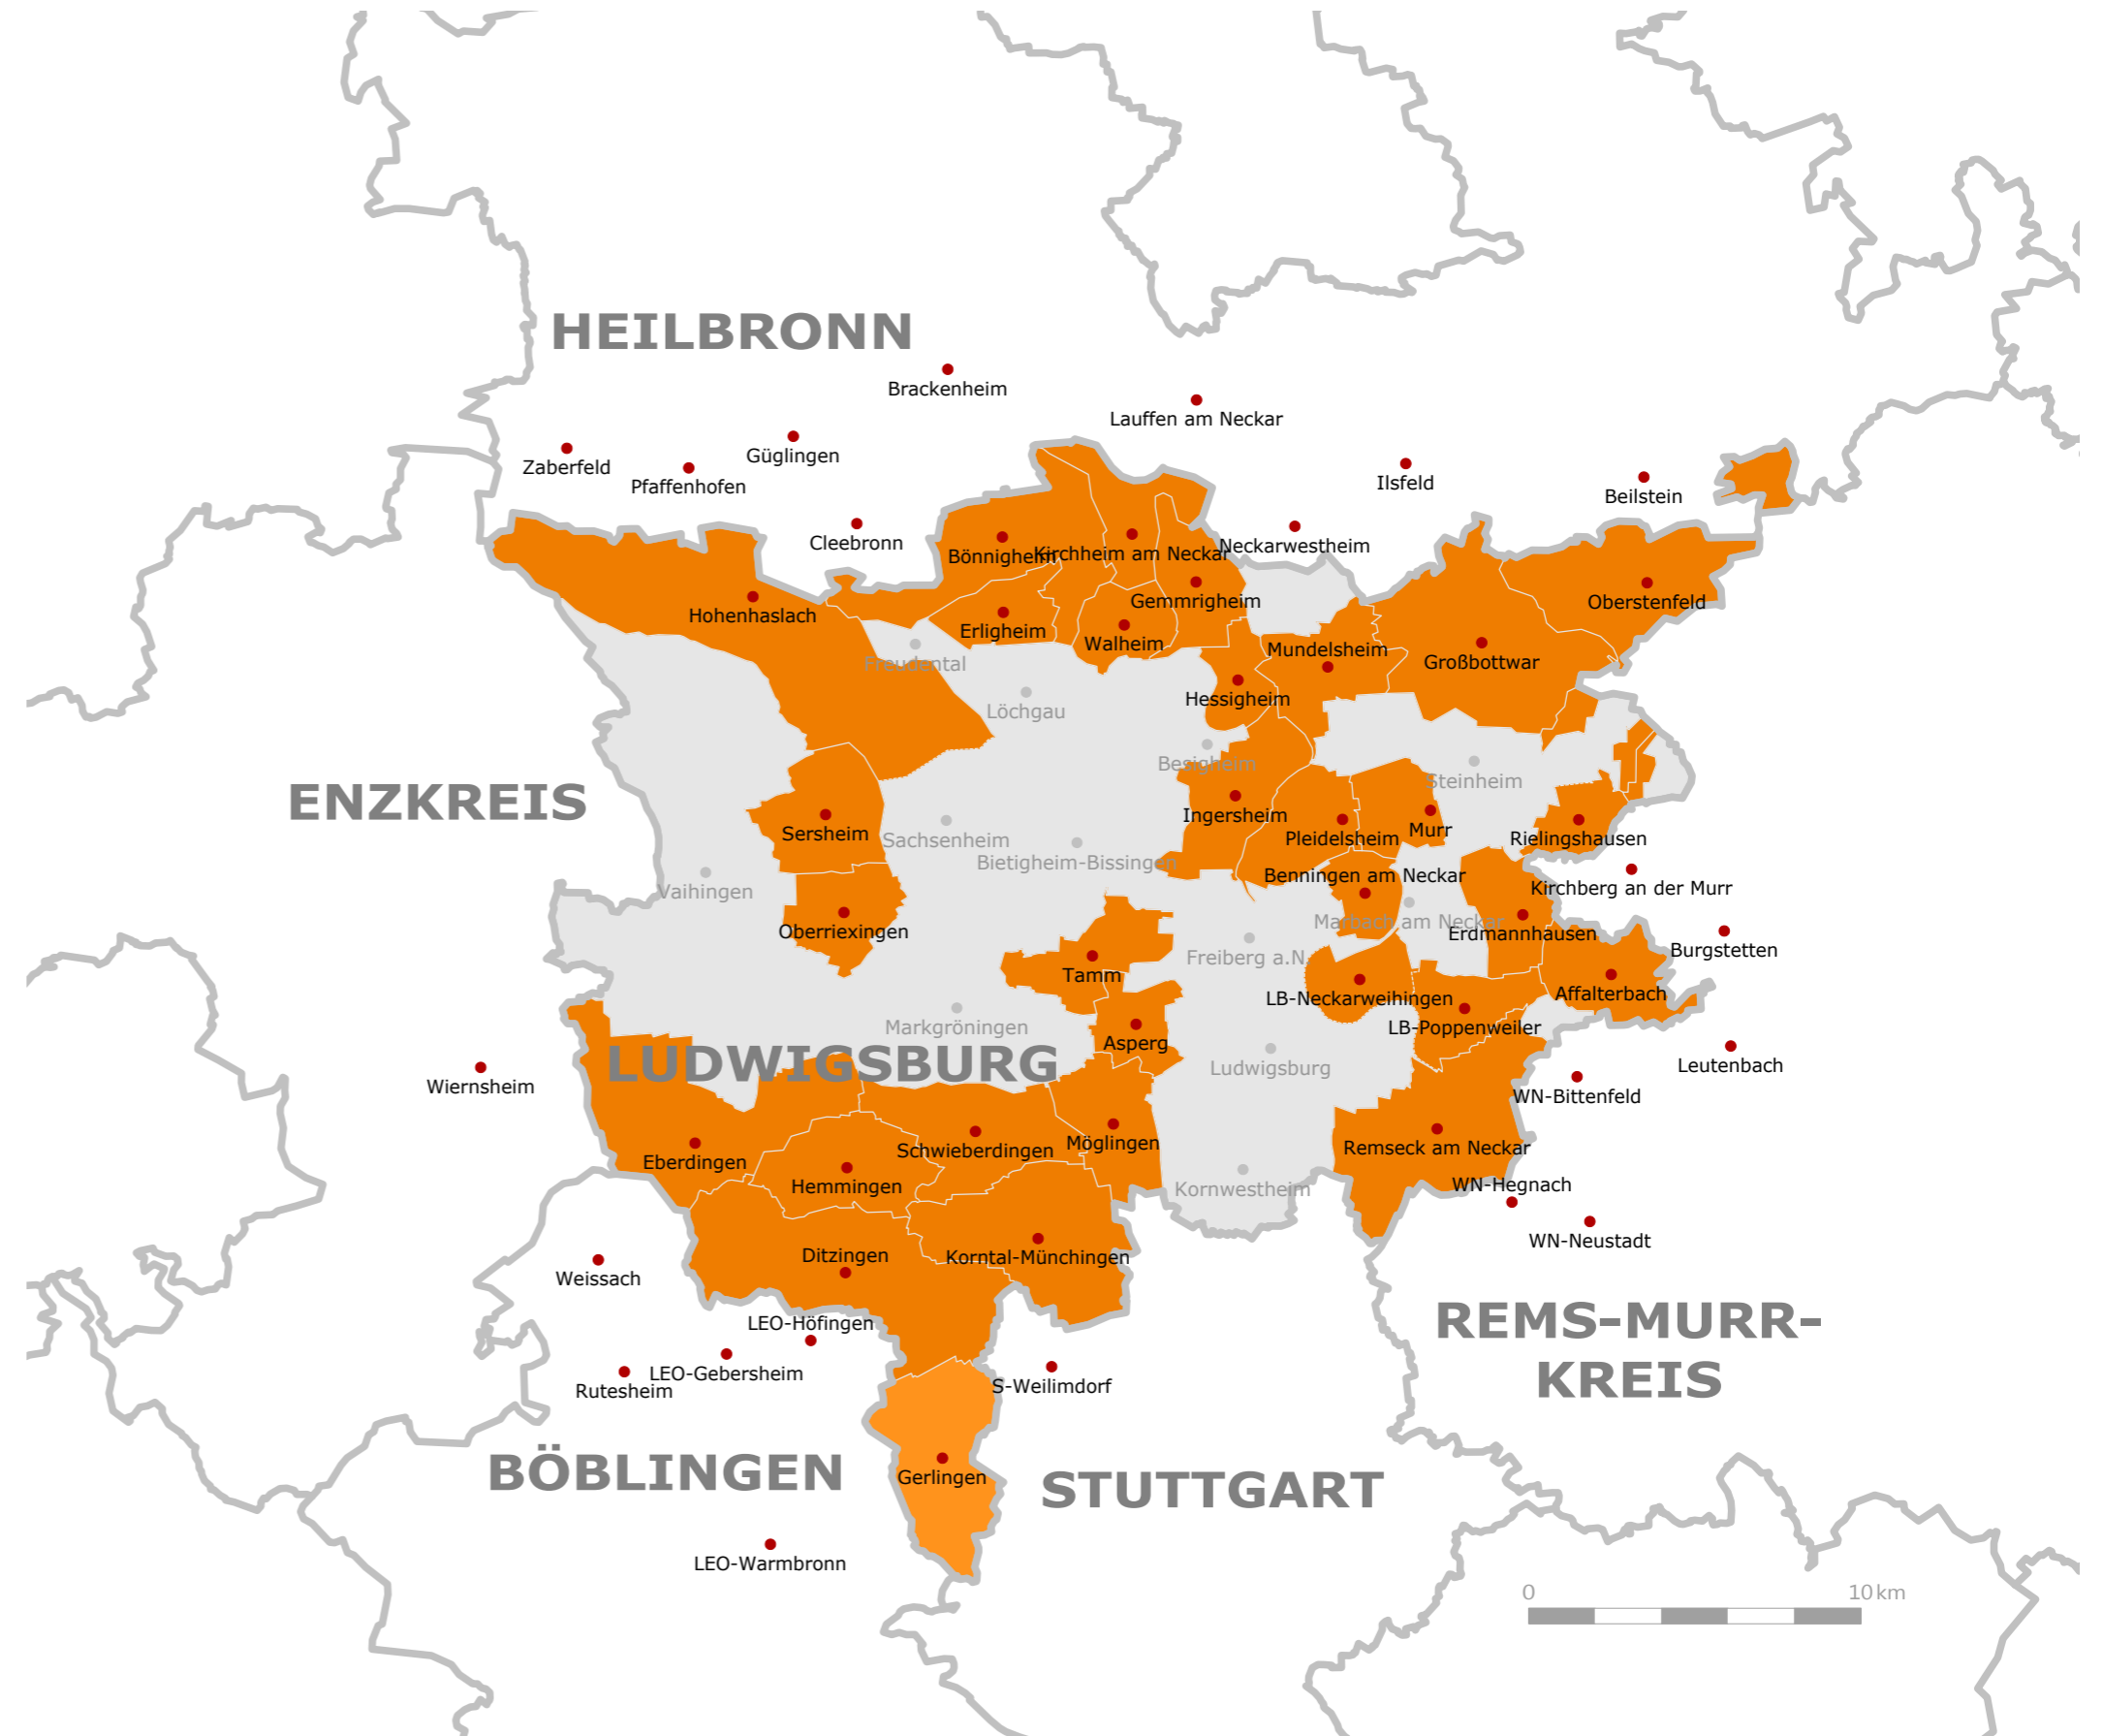 HEILBRONN
Brackenheim
Lauffen am Neckar
Güglingen
Zaberfeld
Pfaffenhofen
Ilsfeld
Beilstein
Cleebronn
Neckarwestheim
Bönnigheim
Kirchheim am Neckar
Gemmrigheim
Oberstenfeld
Hohenhaslach
Erligheim
Walheim
Mundelsheim
Großbottwar
Freudental
Hessigheim
Löchgau
Besigheim
Steinheim
ENZKREIS
Ingersheim
Sersheim
Sachsenheim
Pleidelsheim
Murr
Rielingshausen
Bietigheim-Bissingen
Benningen am Neckar
Kirchberg an der Murr
Vaihingen
Marbach am Neckar
Oberriexingen
Erdmannhausen
Burgstetten
Freiberg a.N.
Tamm
LB-Neckarweihingen
Affalterbach
Markgröningen
LB-Poppenweiler
Asperg
LUDWIGSBURG
Ludwigsburg
Leutenbach
Wiernsheim
WN-Bittenfeld
Möglingen
Schwieberdingen
Remseck am Neckar
Eberdingen
Hemmingen
Kornwestheim
WN-Hegnach
WN-Neustadt
Ditzingen
Korntal-Münchingen
Weissach
LEO-Höfingen
REMS-MURR-
KREIS
LEO-Gebersheim
Rutesheim
S-Weilimdorf
BÖBLINGEN
Gerlingen
STUTTGART
LEO-Warmbronn
0 10 km